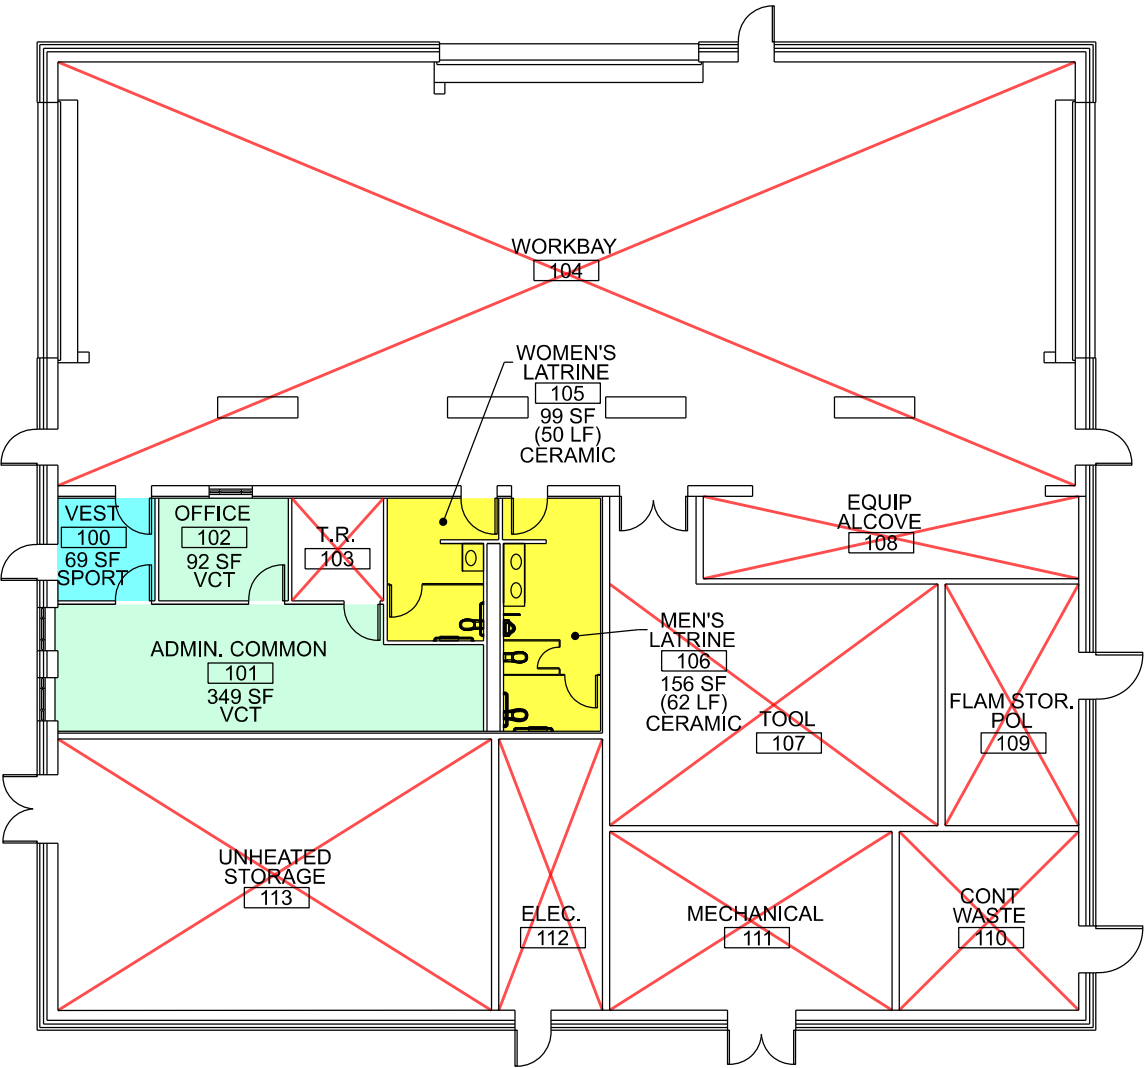 WORKBAY
104
WOMEN'S
LATRINE
105
99 SF
(50 LF)
CERAMIC
VEST
100
69 SF
SPORT
OFFICE
102
92 SF
VCT
T.R.
103
EQUIP
ALCOVE
108
ADMIN. COMMON
101
349 SF
VCT
MEN'S
LATRINE
106
156 SF
(62 LF)
CERAMIC
TOOL
107
FLAM STOR.
POL
109
UNHEATED
STORAGE
113
ELEC.
112
MECHANICAL
111
CONT
WASTE
110